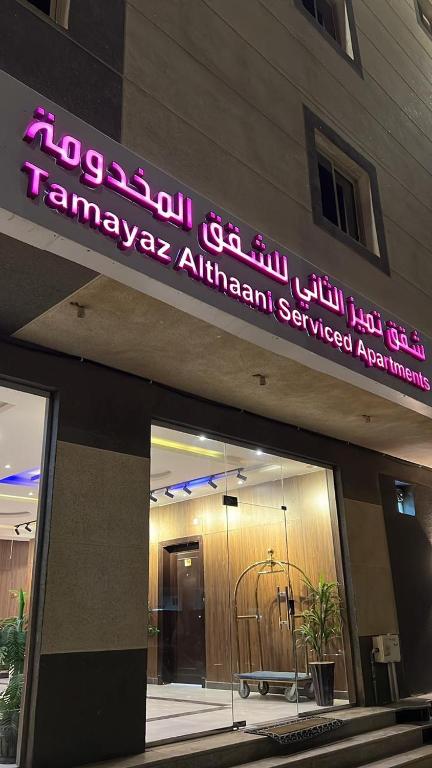 شقق تميز الثاني للشقق المخدومة
Tamayaz Althaani Serviced Apartments